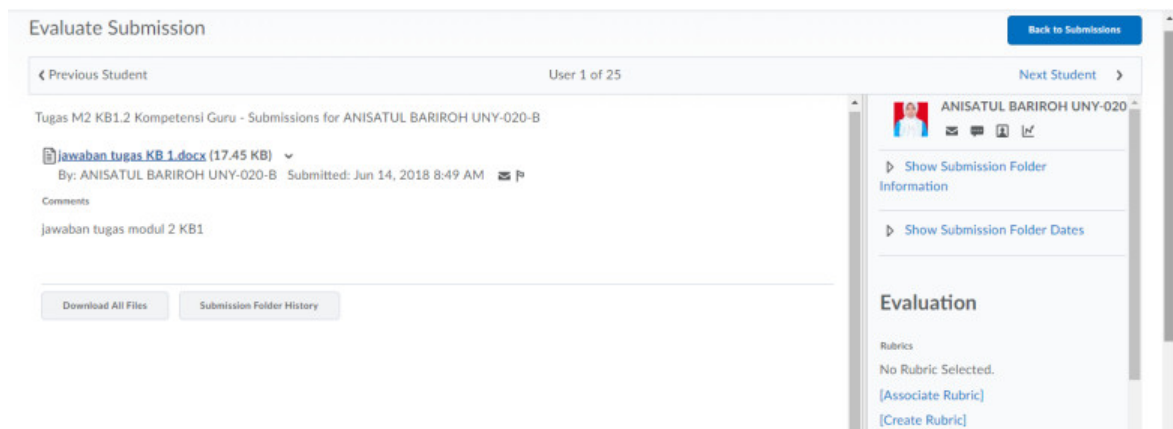 Evaluate Submission
Back to Submissions
Previous Student
User 1 of 25
Next Student
Tugas M2 KB1.2 Kompetensi Guru - Submissions for ANISATUL BARIROH UNY-020-B
jawaban tugas KB 1.docx (17.45 KB)
By: ANISATUL BARIROH UNY-020-B Submitted: Jun 14, 2018 8:49 AM
Comments
jawaban tugas modul 2 KB1
Download All Files
Submission Folder History
ANISATUL BARIROH UNY-020
Show Submission Folder
Information
Show Submission Folder Dates
Evaluation
Rubrics
No Rubric Selected.
[Associate Rubric]
[Create Rubric]